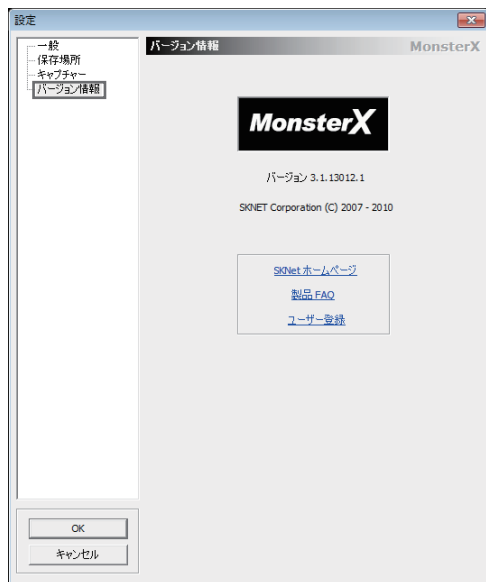 設定
一般
保存場所
キャプチャー
バージョン情報
バージョン情報
MonsterX
MonsterX
バージョン 3.1.13012.1
SKNET Corporation (C) 2007 - 2010
SKNet ホームページ
製品 FAQ
ユーザー登録
OK
キャンセル